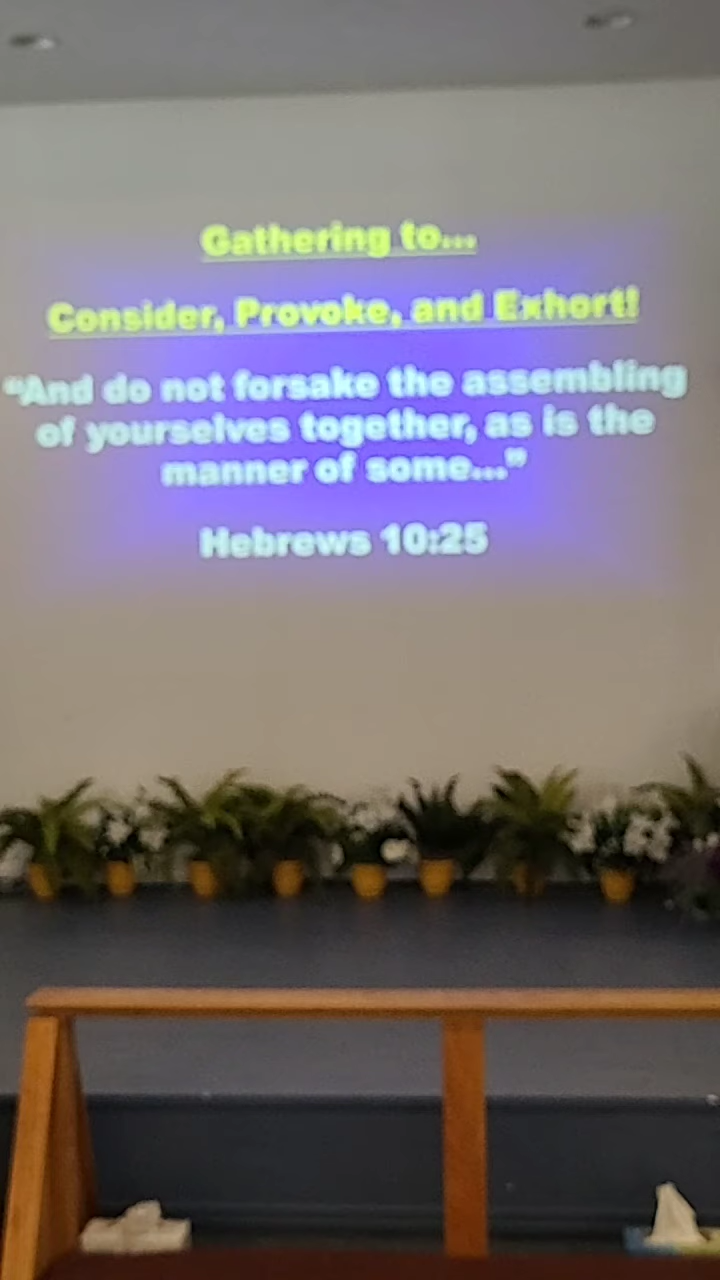 Gathering to...
Consider, Provoke, and Exhort!
“And do not forsake the assembling
of yourselves together, as is the
manner of some...”
Hebrews 10:25